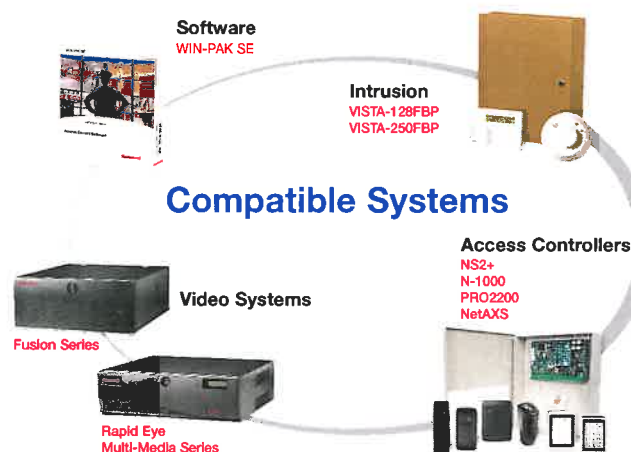 Software
WIN-PAK SE
Intrusion
VISTA-128FBP
VISTA-250FBP
Compatible Systems
Access Controllers
NS2+
N-1000
PRO2200
NetAXS
Video Systems
Fusion Series
Rapid Eye
Multi-Media Series